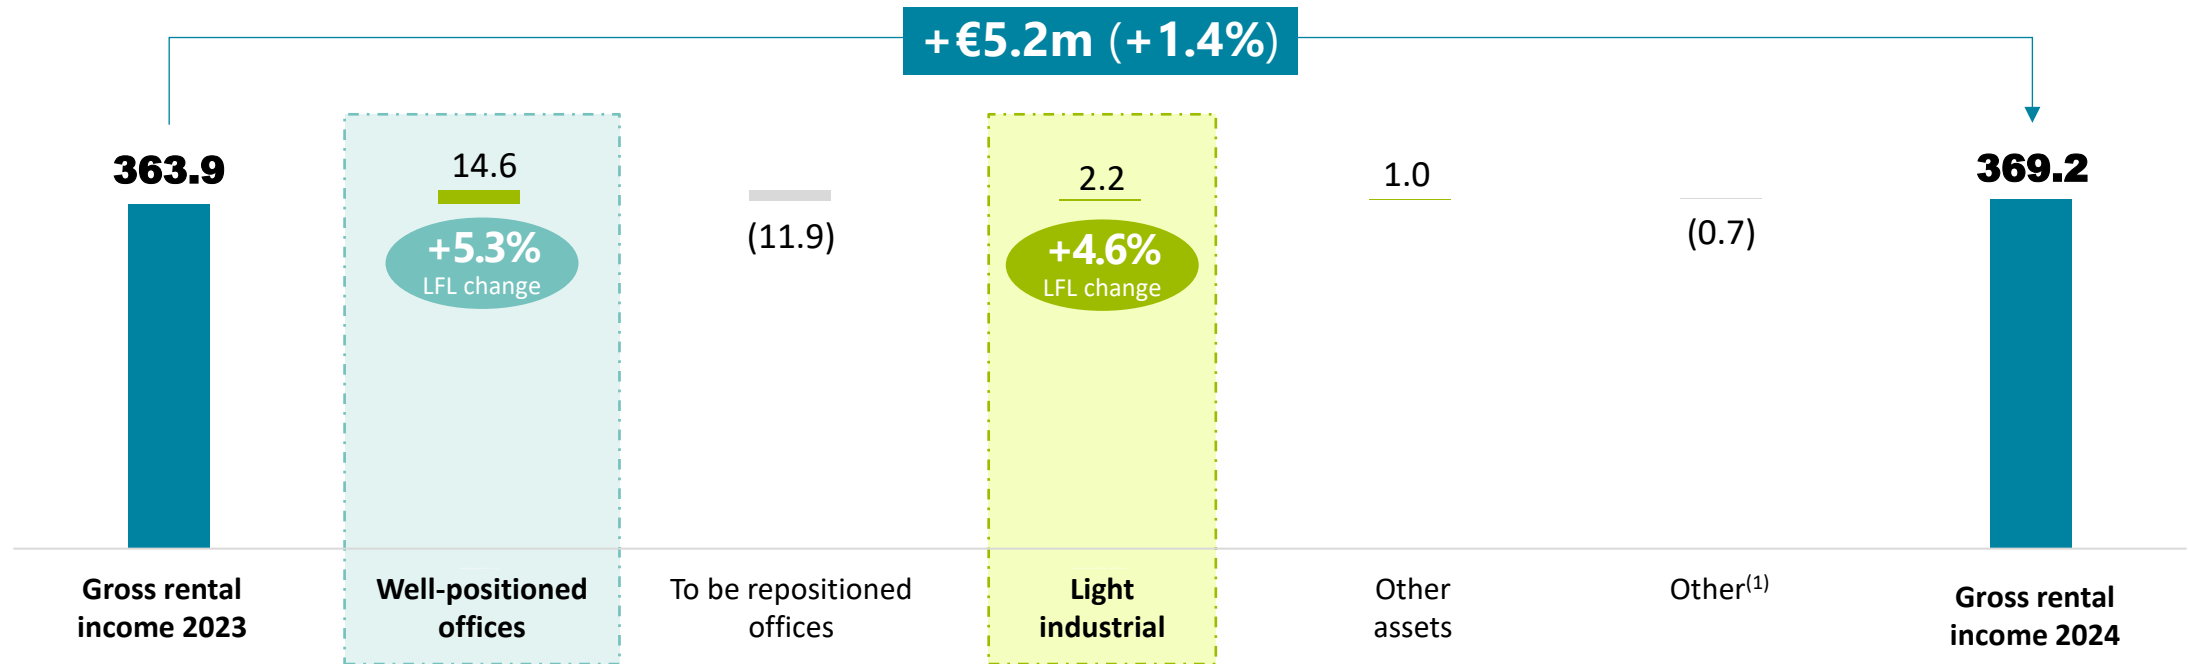 +€5.2m (+1.4%)
363.9
14.6
+5.3%
LFL change
(11.9)
2.2
+4.6%
LFL change
1.0
(0.7)
369.2
Gross rental
income 2023
Well-positioned
offices
To be repositioned
offices
Light
industrial
Other
assets
Other(1)
Gross rental
income 2024